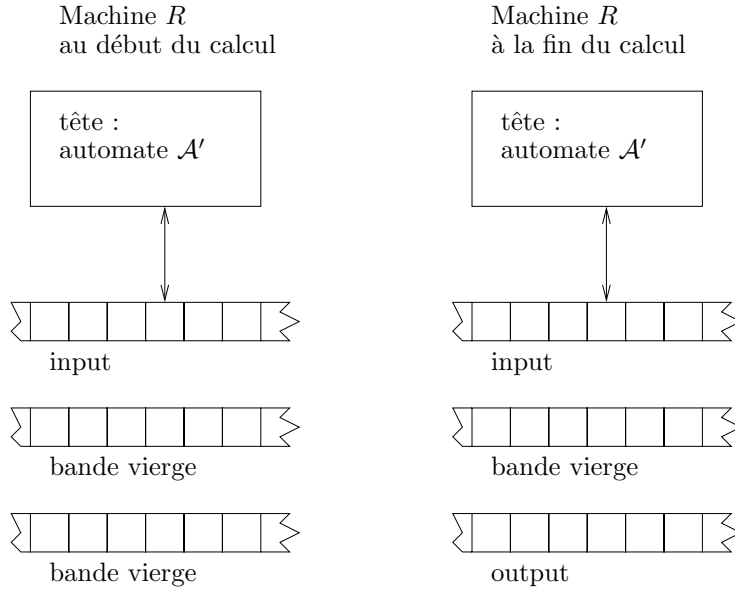 Machine R
au début du calcul
tête :
automate A′
input
bande vierge
bande vierge
Machine R
à la fin du calcul
tête :
automate A′
input
bande vierge
output